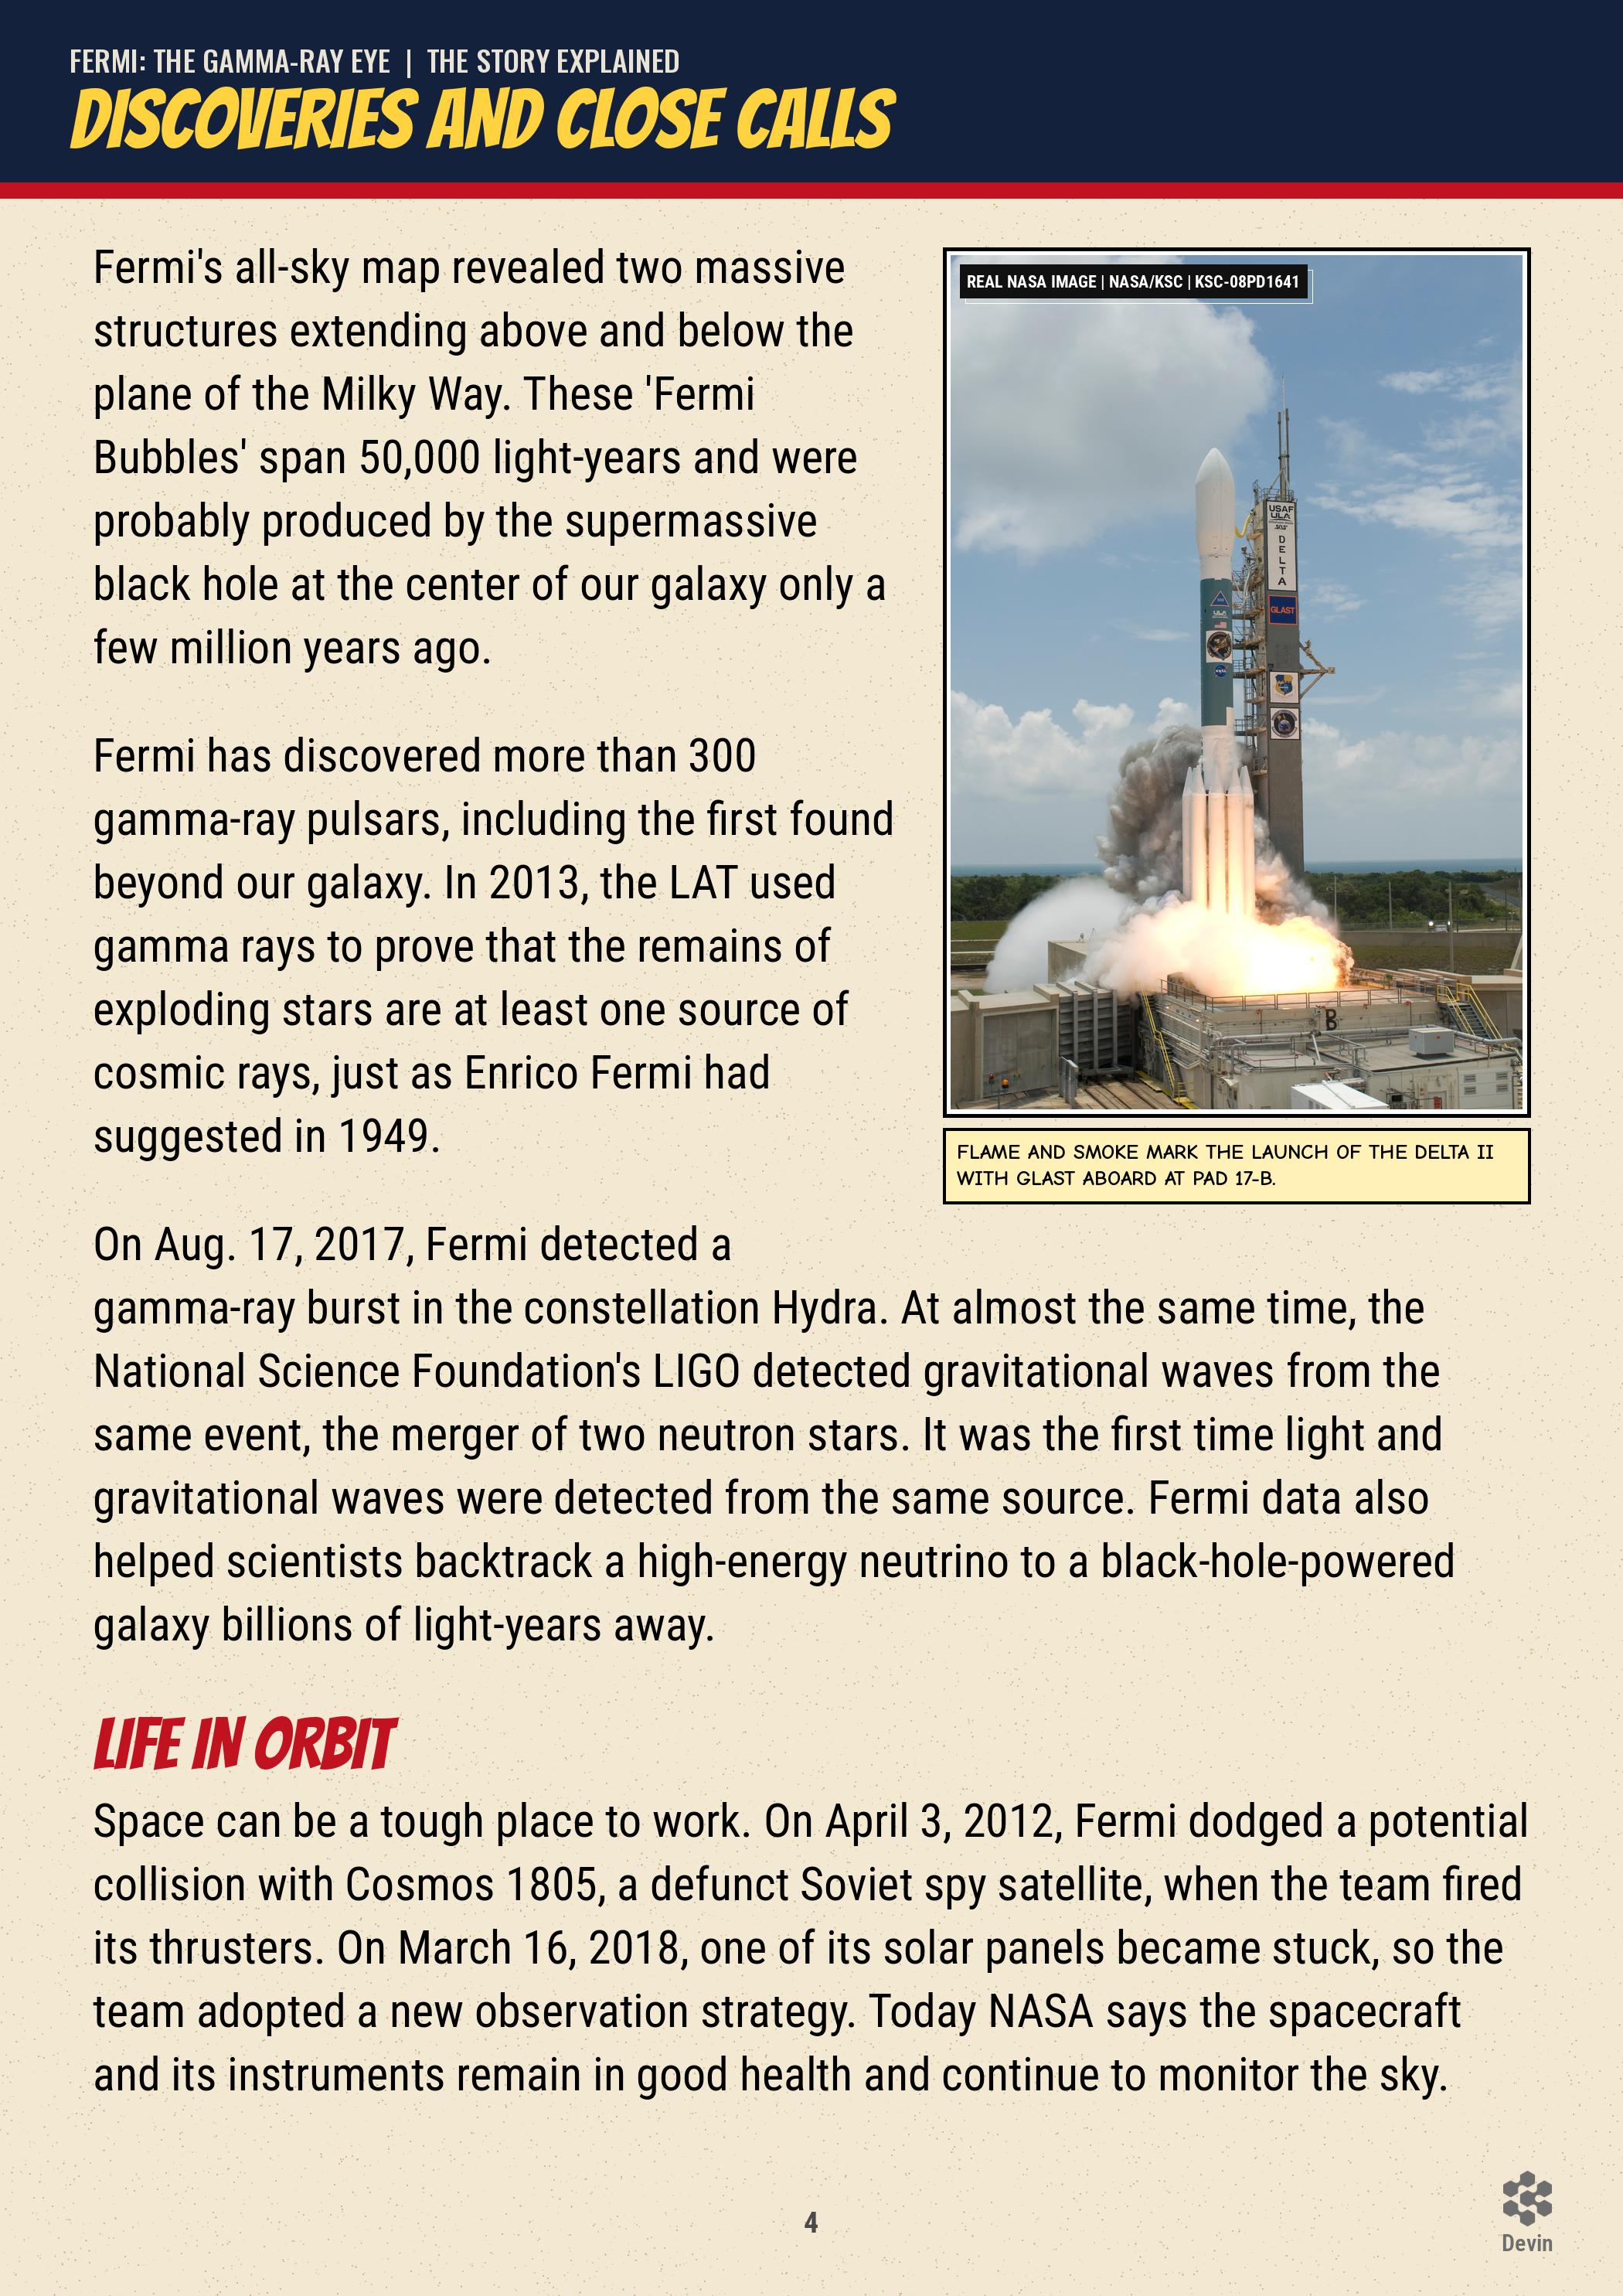 FERMI: THE GAMMA-RAY EYE | THE STORY EXPLAINED
DISCOVERIES AND CLOSE CALLS
Fermi's all-sky map revealed two massive
structures extending above and below the
plane of the Milky Way. These 'Fermi
Bubbles' span 50,000 light-years and were
probably produced by the supermassive
black hole at the center of our galaxy only a
few million years ago.
Fermi has discovered more than 300
gamma-ray pulsars, including the first found
beyond our galaxy. In 2013, the LAT used
gamma rays to prove that the remains of
exploding stars are at least one source of
cosmic rays, just as Enrico Fermi had
suggested in 1949.
REAL NASA IMAGE | NASA/KSC | KSC-08PD1641
USAF
ULA
DELTA
GLAST
B
FLAME AND SMOKE MARK THE LAUNCH OF THE DELTA II
WITH GLAST ABOARD AT PAD 17-B.
On Aug. 17, 2017, Fermi detected a
gamma-ray burst in the constellation Hydra. At almost the same time, the
National Science Foundation's LIGO detected gravitational waves from the
same event, the merger of two neutron stars. It was the first time light and
gravitational waves were detected from the same source. Fermi data also
helped scientists backtrack a high-energy neutrino to a black-hole-powered
galaxy billions of light-years away.
LIFE IN ORBIT
Space can be a tough place to work. On April 3, 2012, Fermi dodged a potential
collision with Cosmos 1805, a defunct Soviet spy satellite, when the team fired
its thrusters. On March 16, 2018, one of its solar panels became stuck, so the
team adopted a new observation strategy. Today NASA says the spacecraft
and its instruments remain in good health and continue to monitor the sky.
4
Devin